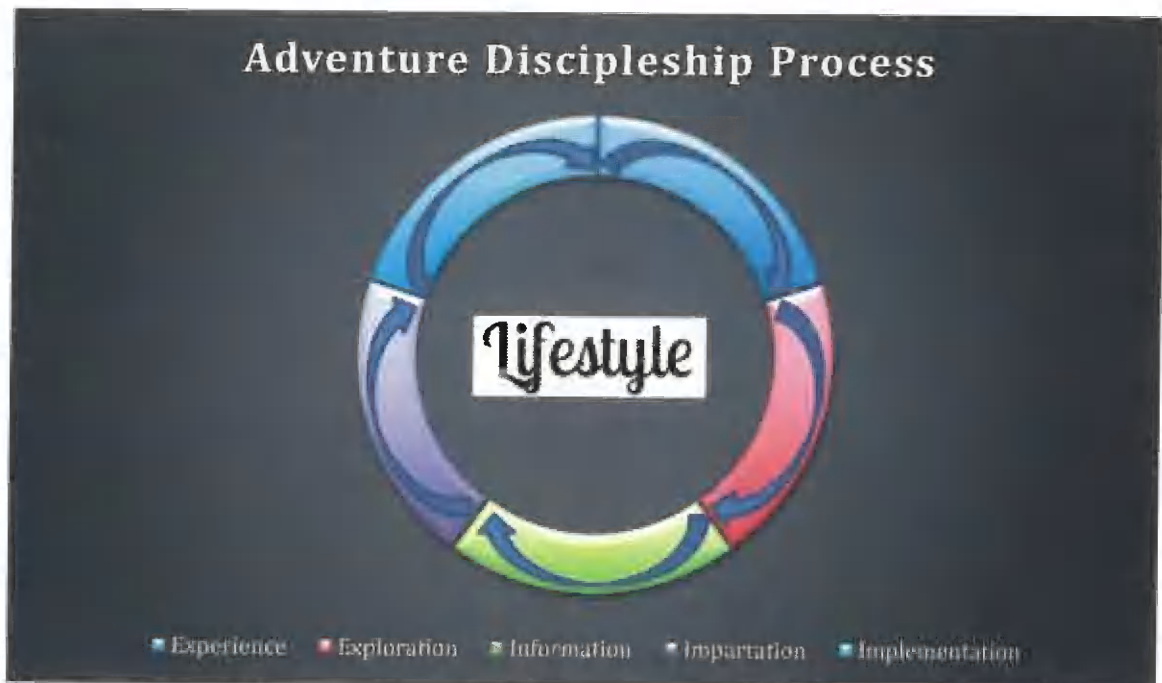 Adventure Discipleship Process
Lifestyle
Experience Exploration Information Impartation Implementation